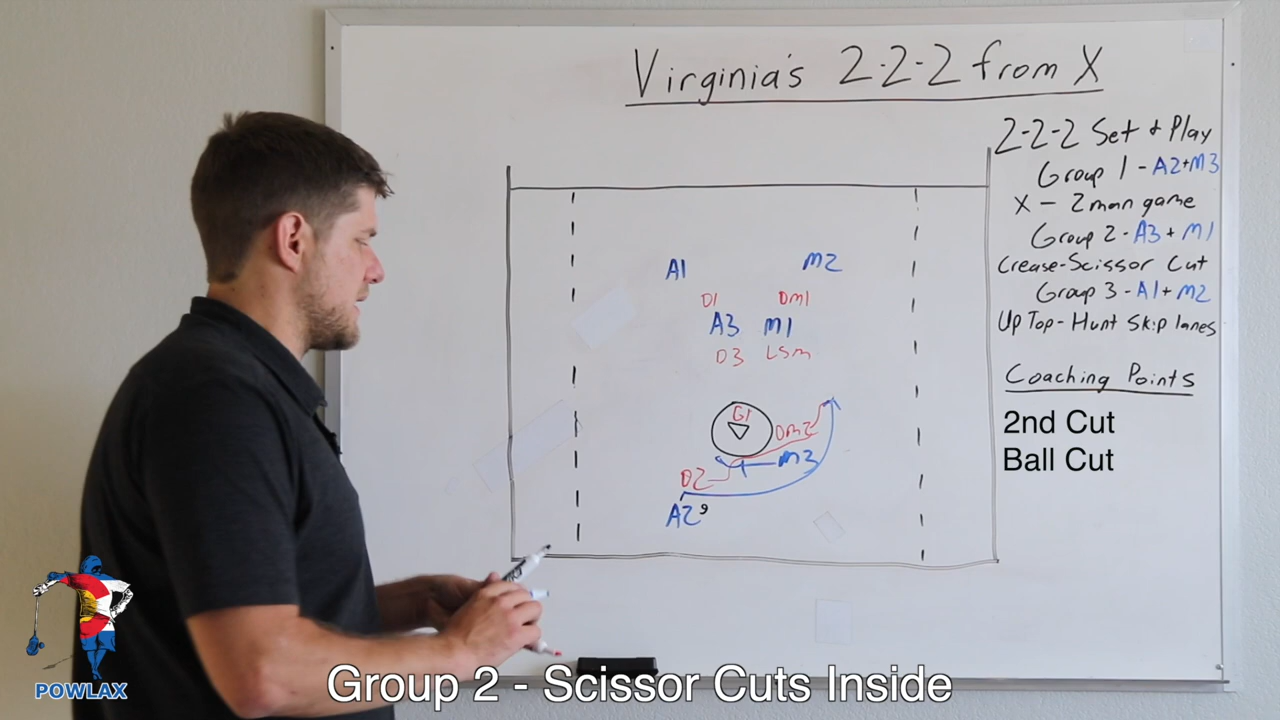 Virginia's 2-2-2 from X
2-2-2 Set & Play
Group 1 - A2+M3
X - 2 man game
Group 2 - A3 + M1
Crease-Scissor Cut
Group 3 - A1 + M2
Up Top - Hunt Skip lanes
Coaching Points
2nd Cut
Ball Cut
A1 M2
D1 DM1
A3 M1
D3 LSM
G1
DM2
M3
D2
A2
POWLAX
Group 2 - Scissor Cuts Inside